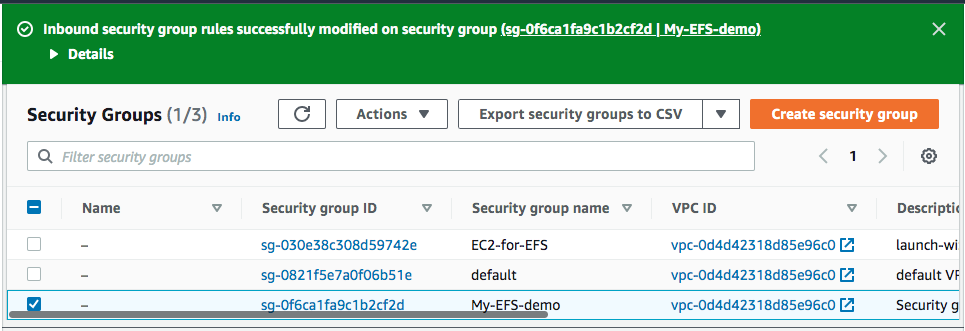 Inbound security group rules successfully modified on security group (sg-0f6ca1fa9c1b2cf2d | My-EFS-demo)
Details
Security Groups (1/3) Info Actions Export security groups to CSV Create security group
Filter security groups 1
Name Security group ID Security group name VPC ID Descriptio
– sg-030e38c308d59742e EC2-for-EFS vpc-0d4d42318d85e96c0 launch-wi
– sg-0821f5e7a0f06b51e default vpc-0d4d42318d85e96c0 default VP
– sg-0f6ca1fa9c1b2cf2d My-EFS-demo vpc-0d4d42318d85e96c0 Security g